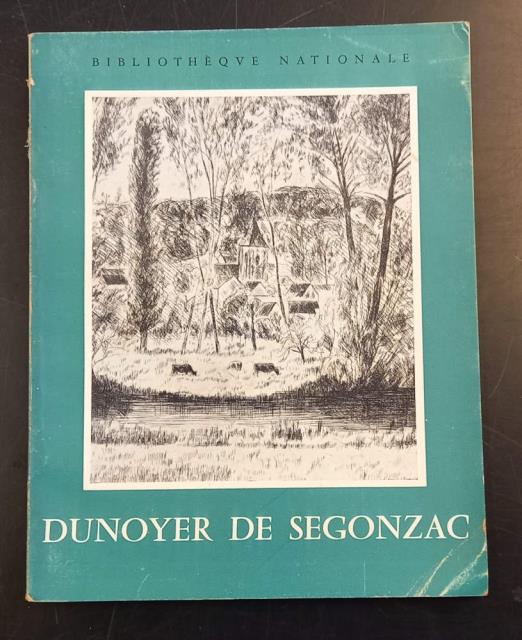 BIBLIOTHÈQVE NATIONALE
DUNOYER DE SEGONZAC